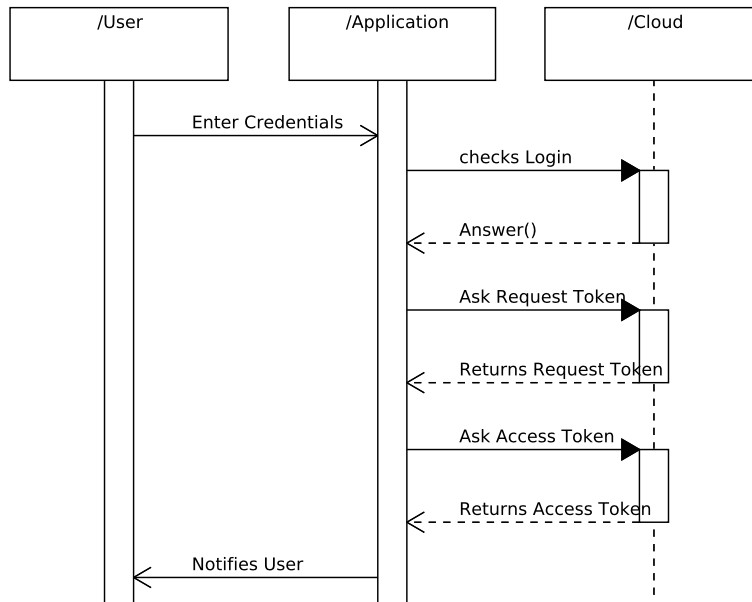 /User
/Application
/Cloud
Enter Credentials
checks Login
Answer()
Ask Request Token
Returns Request Token
Ask Access Token
Returns Access Token
Notifies User